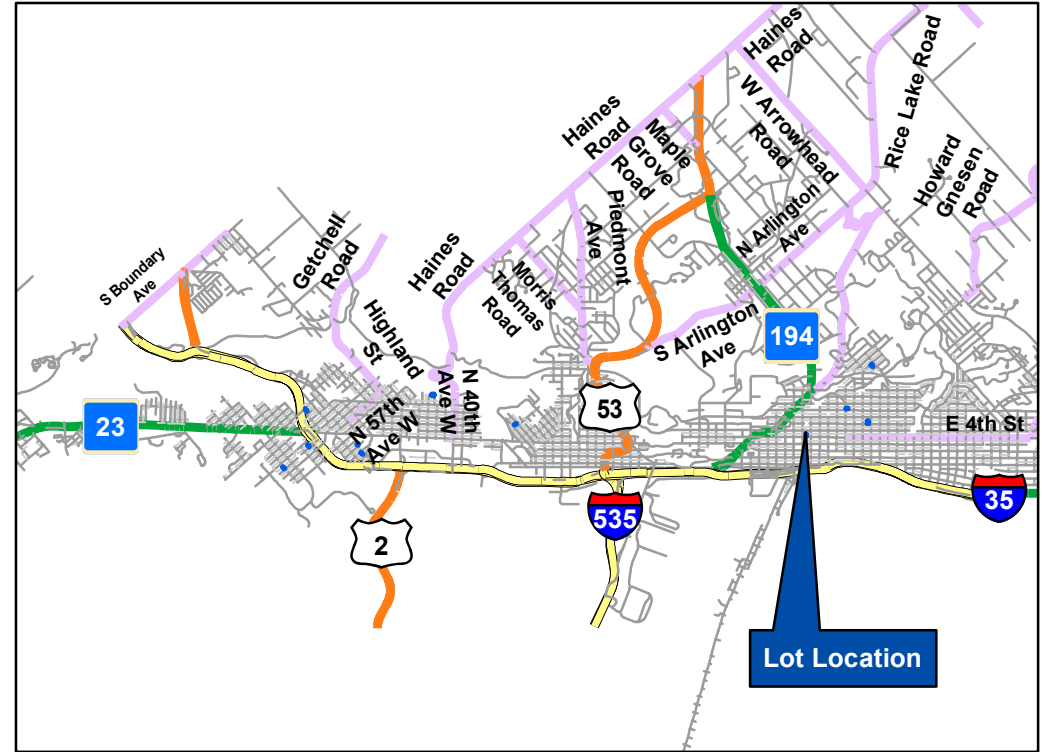 Haines
Road
Haines
Road
Maple
Grove
Road
W Arrowhead
Road
Rice Lake Road
Howard
Gnesen
Road
N Arlington
Ave
Piedmont
Ave
S Boundary
Ave
Getchell
Road
Haines
Road
Morris
Thomas
Road
Highland
St
S Arlington
Ave
194
53
N 40th
Ave W
N 57th
Ave W
23
E 4th St
35
535
2
Lot Location